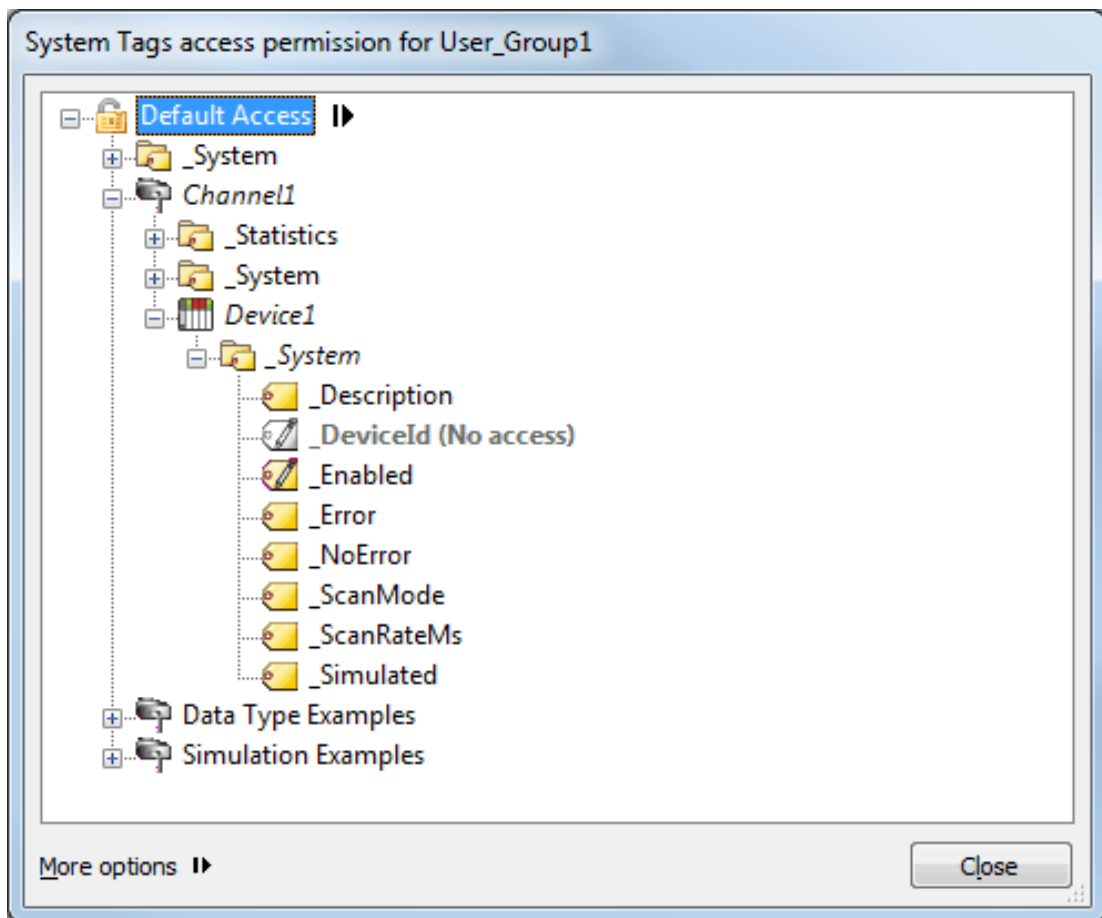 System Tags access permission for User_Group1
Default Access
_System
Channel1
_Statistics
_System
Device1
_System
_Description
_DeviceId (No access)
_Enabled
_Error
_NoError
_ScanMode
_ScanRateMs
_Simulated
Data Type Examples
Simulation Examples
More options
Close